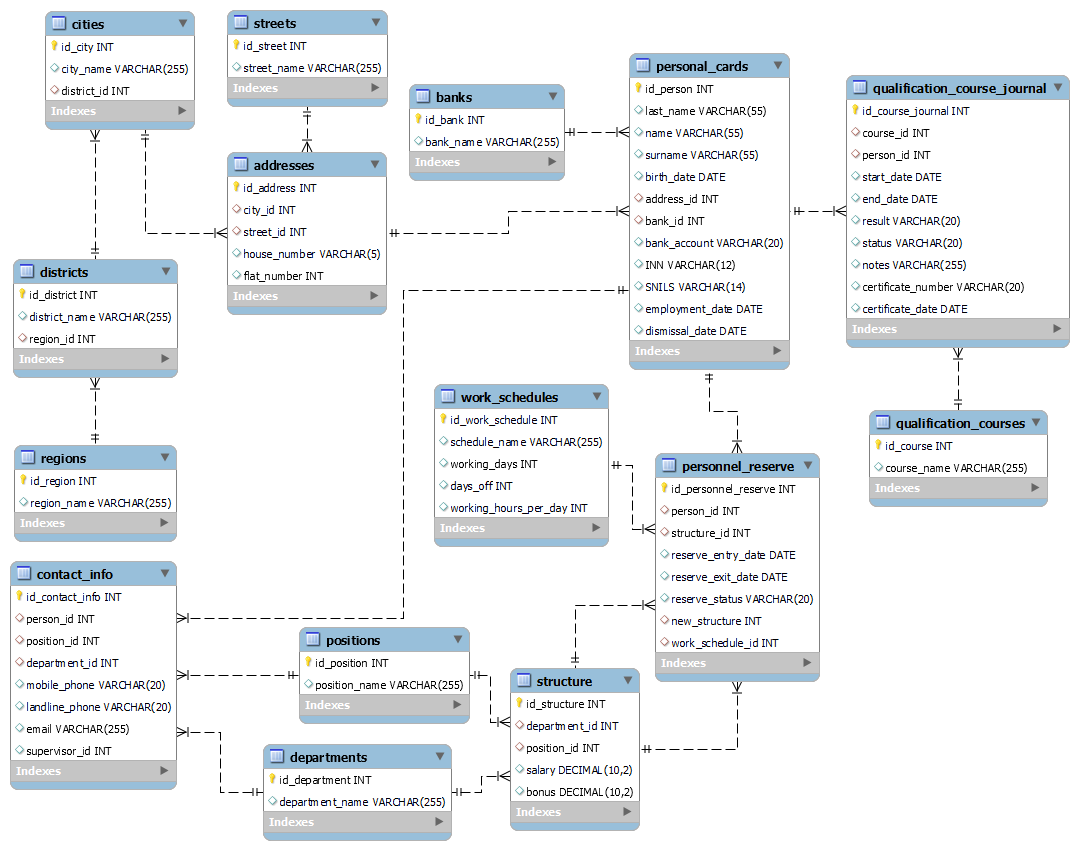 cities
id_city INT
city_name VARCHAR(255)
district_id INT
Indexes
streets
id_street INT
street_name VARCHAR(255)
Indexes
banks
id_bank INT
bank_name VARCHAR(255)
Indexes
personal_cards
id_person INT
last_name VARCHAR(55)
name VARCHAR(55)
surname VARCHAR(55)
birth_date DATE
address_id INT
bank_id INT
bank_account VARCHAR(20)
INN VARCHAR(12)
SNILS VARCHAR(14)
employment_date DATE
dismissal_date DATE
Indexes
qualification_course_journal
id_course_journal INT
course_id INT
person_id INT
start_date DATE
end_date DATE
result VARCHAR(20)
status VARCHAR(20)
notes VARCHAR(255)
certificate_number VARCHAR(20)
certificate_date DATE
Indexes
addresses
id_address INT
city_id INT
street_id INT
house_number VARCHAR(5)
flat_number INT
Indexes
districts
id_district INT
district_name VARCHAR(255)
region_id INT
Indexes
work_schedules
id_work_schedule INT
schedule_name VARCHAR(255)
working_days INT
days_off INT
working_hours_per_day INT
Indexes
qualification_courses
id_course INT
course_name VARCHAR(255)
Indexes
regions
id_region INT
region_name VARCHAR(255)
Indexes
personnel_reserve
id_personnel_reserve INT
person_id INT
structure_id INT
reserve_entry_date DATE
reserve_exit_date DATE
reserve_status VARCHAR(20)
new_structure INT
work_schedule_id INT
Indexes
contact_info
id_contact_info INT
person_id INT
position_id INT
department_id INT
mobile_phone VARCHAR(20)
landline_phone VARCHAR(20)
email VARCHAR(255)
supervisor_id INT
Indexes
positions
id_position INT
position_name VARCHAR(255)
Indexes
structure
id_structure INT
department_id INT
position_id INT
salary DECIMAL(10,2)
bonus DECIMAL(10,2)
Indexes
departments
id_department INT
department_name VARCHAR(255)
Indexes